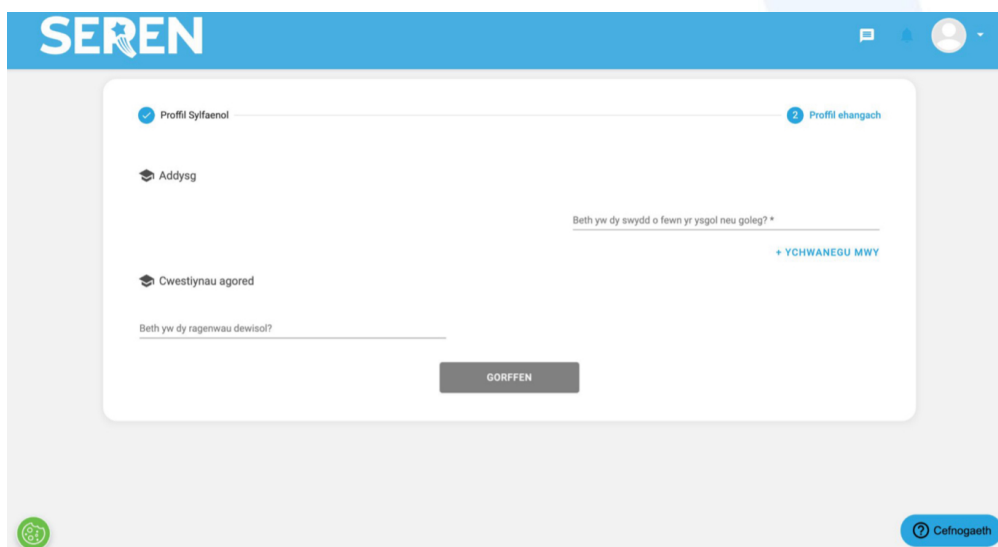 SEREN
Proffil Sylfaenol
2 Proffil ehangach
Addysg
Beth yw dy swydd o fewn yr ysgol neu goleg? *
+ YCHWANEGU MWY
Cwestiynau agored
Beth yw dy ragenwau dewisol?
GORFFEN
? Cefnogaeth